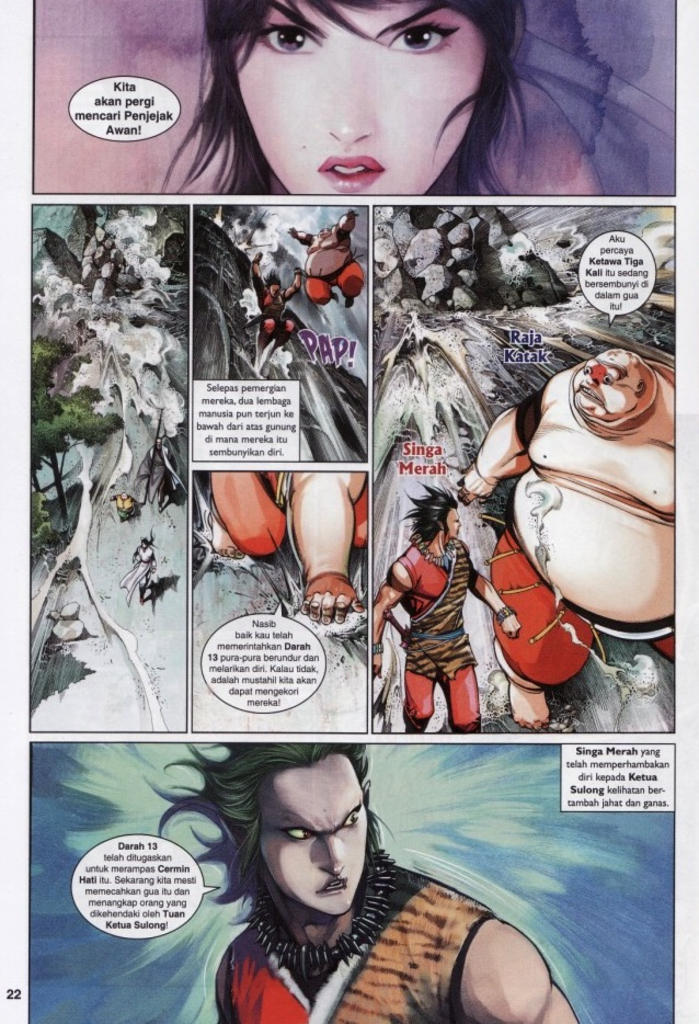 Kita
akan pergi
mencari Penjejak
Awan!
PAP!
Selepas pemergian
mereka, dua lembaga
manusia pun terjun ke
bawah dari atas gunung
di mana mereka itu
sembunyikan diri.
Nasib
baik kau telah
memerintahkan Darah
13 pura-pura berundur dan
melarikan diri. Kalau tidak,
adalah mustahil kita akan
dapat mengekori
mereka!
Aku
percaya
Ketawa Tiga
Kali itu sedang
bersembunyi di
dalam gua
itu!
Raja
Katak
Singa
Merah
Singa Merah yang
telah memperhambakan
diri kepada Ketua
Sulong kelihatan ber-
tambah jahat dan ganas.
Darah 13
telah ditugaskan
untuk merampas Cermin
Hati itu. Sekarang kita mesti
memecahkan gua itu dan
menangkap orang yang
dikehendaki oleh Tuan
Ketua Sulong!
22